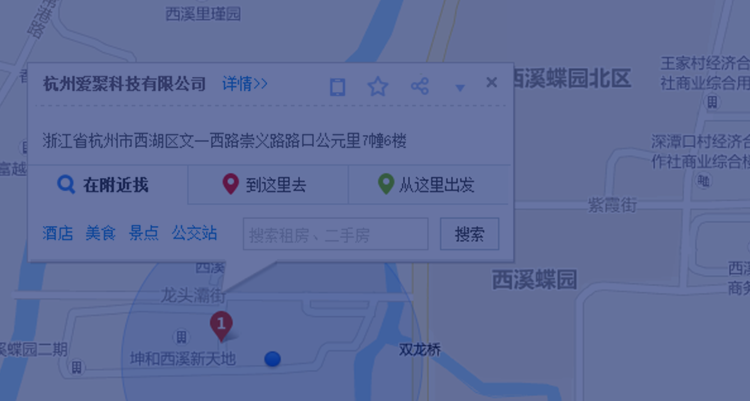 西溪里瑾园
西溪蝶园北区
王家村经济合
社商业综合用
杭州爱聚科技有限公司 详情>>
浙江省杭州市西湖区文一西路崇义路路口公元里7幢6楼
深潭口村经济合
作社商业综合楼
富越
在附近找 到这里去 从这里出发
紫霞街
酒店 美食 景点 公交站 搜索租房、二手房 搜索
西溪
西溪蝶园
西溪
商务
龙头灞街
1
溪蝶园二期
坤和西溪新天地
双龙桥